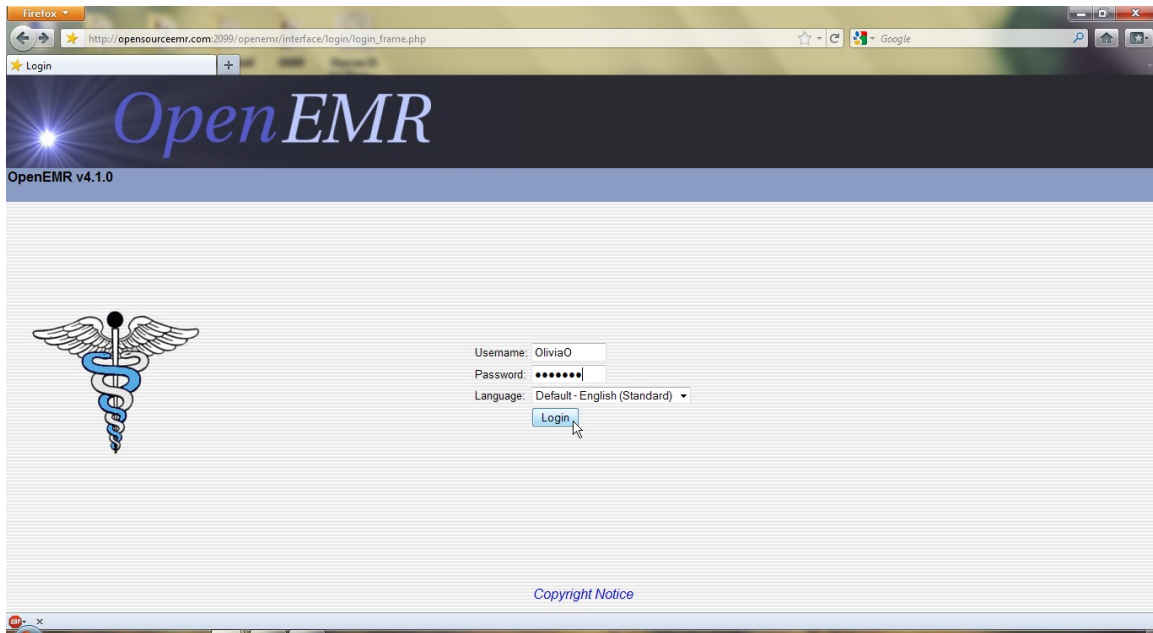 Firefox
http://opensourceemr.com:2099/openemr/interface/login/login_frame.php
Google
Login
OpenEMR
OpenEMR v4.1.0
Username: OliviaO
Password: •••••••
Language: Default - English (Standard)
Login
Copyright Notice
ABP